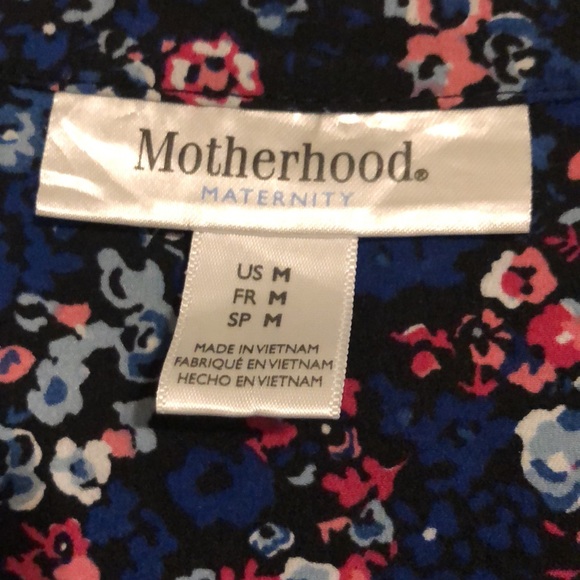 Motherhood®
MATERNITY
US M
FR M
SP M
MADE IN VIETNAM
FABRIQUÉ EN VIETNAM
HECHO EN VIETNAM